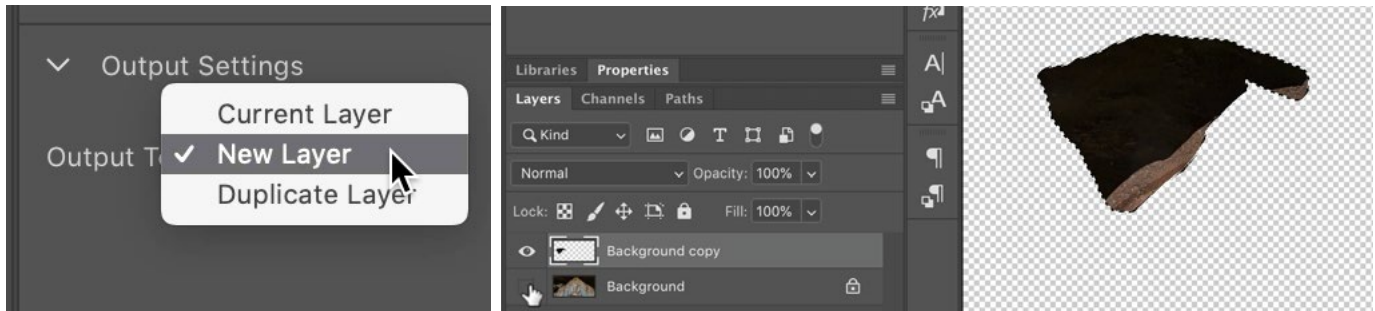 Output Settings
Current Layer
Output T
✓ New Layer
Duplicate Layer
Libraries Properties
Layers Channels Paths
Kind
T
Normal Opacity: 100%
Lock: Fill: 100%
Background copy
Background
fx
A
A
¶
¶